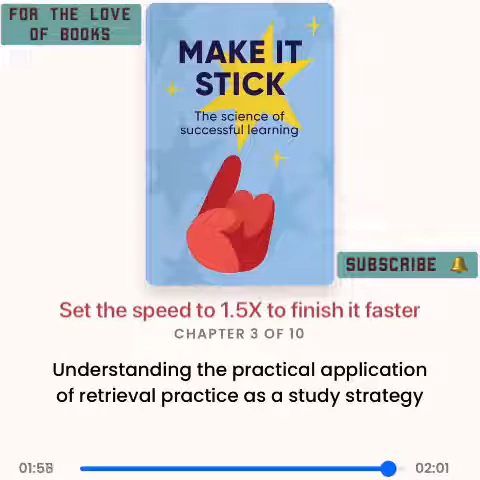 FOR THE LOVE
OF BOOKS
MAKE IT
STICK
The science of
successful learning
SUBSCRIBE
Set the speed to 1.5X to finish it faster
CHAPTER 3 OF 10
Understanding the practical application
of retrieval practice as a study strategy
02:01